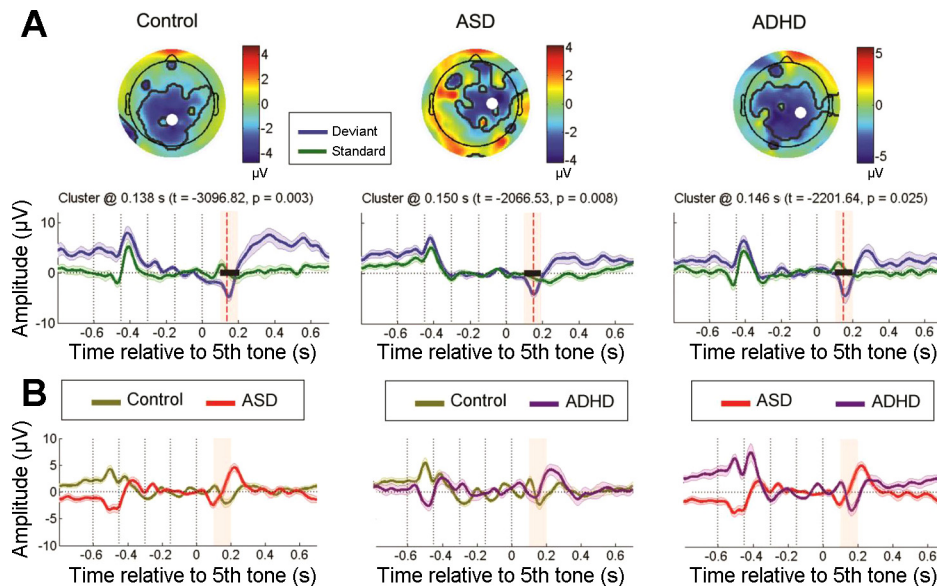 A
Control
ASD
ADHD
4
2
0
-2
-4
µV
4
2
0
-2
-4
µV
5
0
-5
µV
Deviant
Standard
Cluster @ 0.138 s (t = -3096.82, p = 0.003)
Cluster @ 0.150 s (t = -2066.53, p = 0.008)
Cluster @ 0.146 s (t = -2201.64, p = 0.025)
Amplitude (µV)
10
0
-10
-0.6 -0.4 -0.2 0 0.2 0.4 0.6
-0.6 -0.4 -0.2 0 0.2 0.4 0.6
-0.6 -0.4 -0.2 0 0.2 0.4 0.6
Time relative to 5th tone (s)
Time relative to 5th tone (s)
Time relative to 5th tone (s)
B
Control ASD
Control ADHD
ASD ADHD
Amplitude (µV)
10
5
0
-5
-10
-0.6 -0.4 -0.2 0 0.2 0.4 0.6
-0.6 -0.4 -0.2 0 0.2 0.4 0.6
-0.6 -0.4 -0.2 0 0.2 0.4 0.6
Time relative to 5th tone (s)
Time relative to 5th tone (s)
Time relative to 5th tone (s)